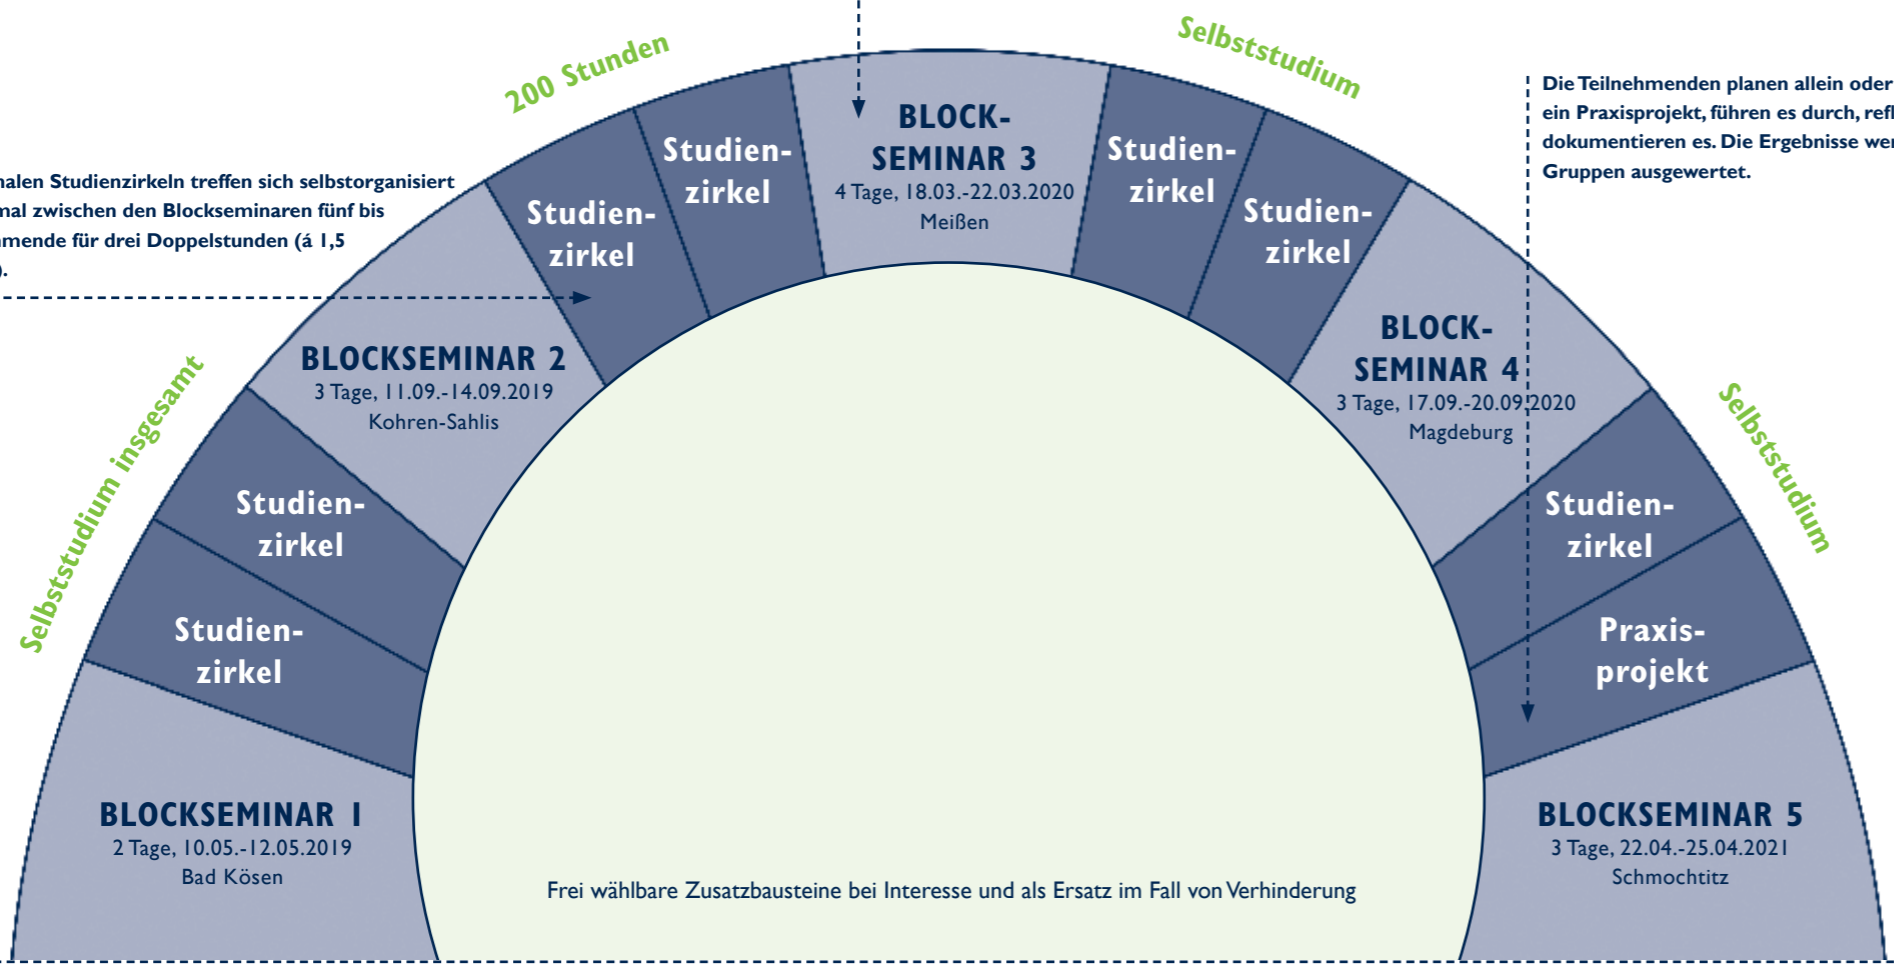 200 Stunden
Selbststudium
Die Teilnehmenden planen allein oder
ein Praxisprojekt, führen es durch,
dokumentieren es. Die Ergebnisse
Gruppen ausgewertet.
Studienzirkeln treffen sich selbstorganisiert
zwischen den Blockseminaren fünf bis
für drei Doppelstunden (á 1,5
).
BLOCK-
SEMINAR 3
4 Tage, 18.03.-22.03.2020
Meißen
Studien-
zirkel
Studien-
zirkel
Studien-
zirkel
Studien-
zirkel
BLOCKSEMINAR 2
3 Tage, 11.09.-14.09.2019
Kohren-Sahlis
BLOCK-
SEMINAR 4
3 Tage, 17.09.-20.09.2020
Magdeburg
Selbststudium insgesamt
Selbststudium
Studien-
zirkel
Studien-
zirkel
Studien-
zirkel
Praxis-
projekt
BLOCKSEMINAR 1
2 Tage, 10.05.-12.05.2019
Bad Kösen
BLOCKSEMINAR 5
3 Tage, 22.04.-25.04.2021
Schmochtitz
Frei wählbare Zusatzbausteine bei Interesse und als Ersatz im Fall von Verhinderung